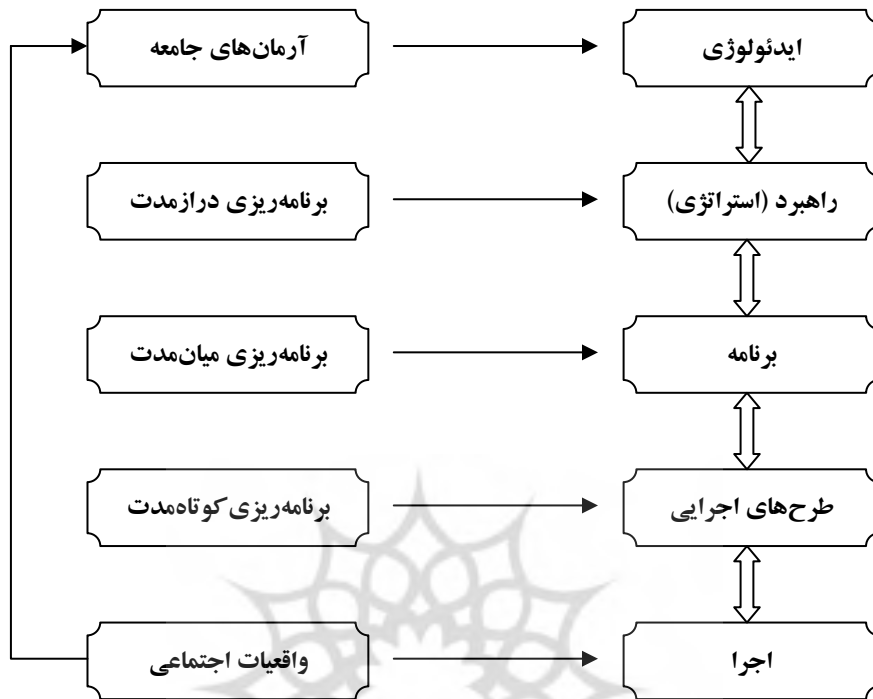 ایدئولوژی
آرمان‌های جامعه
راهبرد (استراتژی)
برنامه‌ریزی درازمدت
برنامه
برنامه‌ریزی میان‌مدت
طرح‌های اجرایی
برنامه‌ریزی کوتاه‌مدت
اجرا
واقعیات اجتماعی